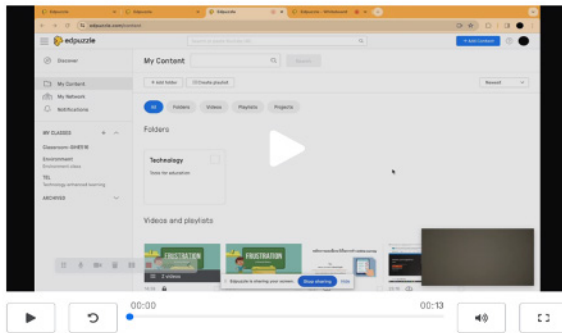 Edpuzzle
Edpuzzle
Edpuzzle
Edpuzzle - Whiteboard
edpuzzle.com/content
edpuzzle
+ Add Content
Discover
My Content
Search
My Content
My Network
Notifications
+ Add folder
Create playlist
Newest
All
Folders
Videos
Playlists
Projects
Folders
MY CLASSES
Technology
Tools for education
Environment
Environment class
TEL
Technology enhanced learning
ARCHIVED
Videos and playlists
FRUSTRATION
FRUSTRATION
2 videos
Edpuzzle is sharing your screen.
Stop sharing
Hide
00:00
00:13